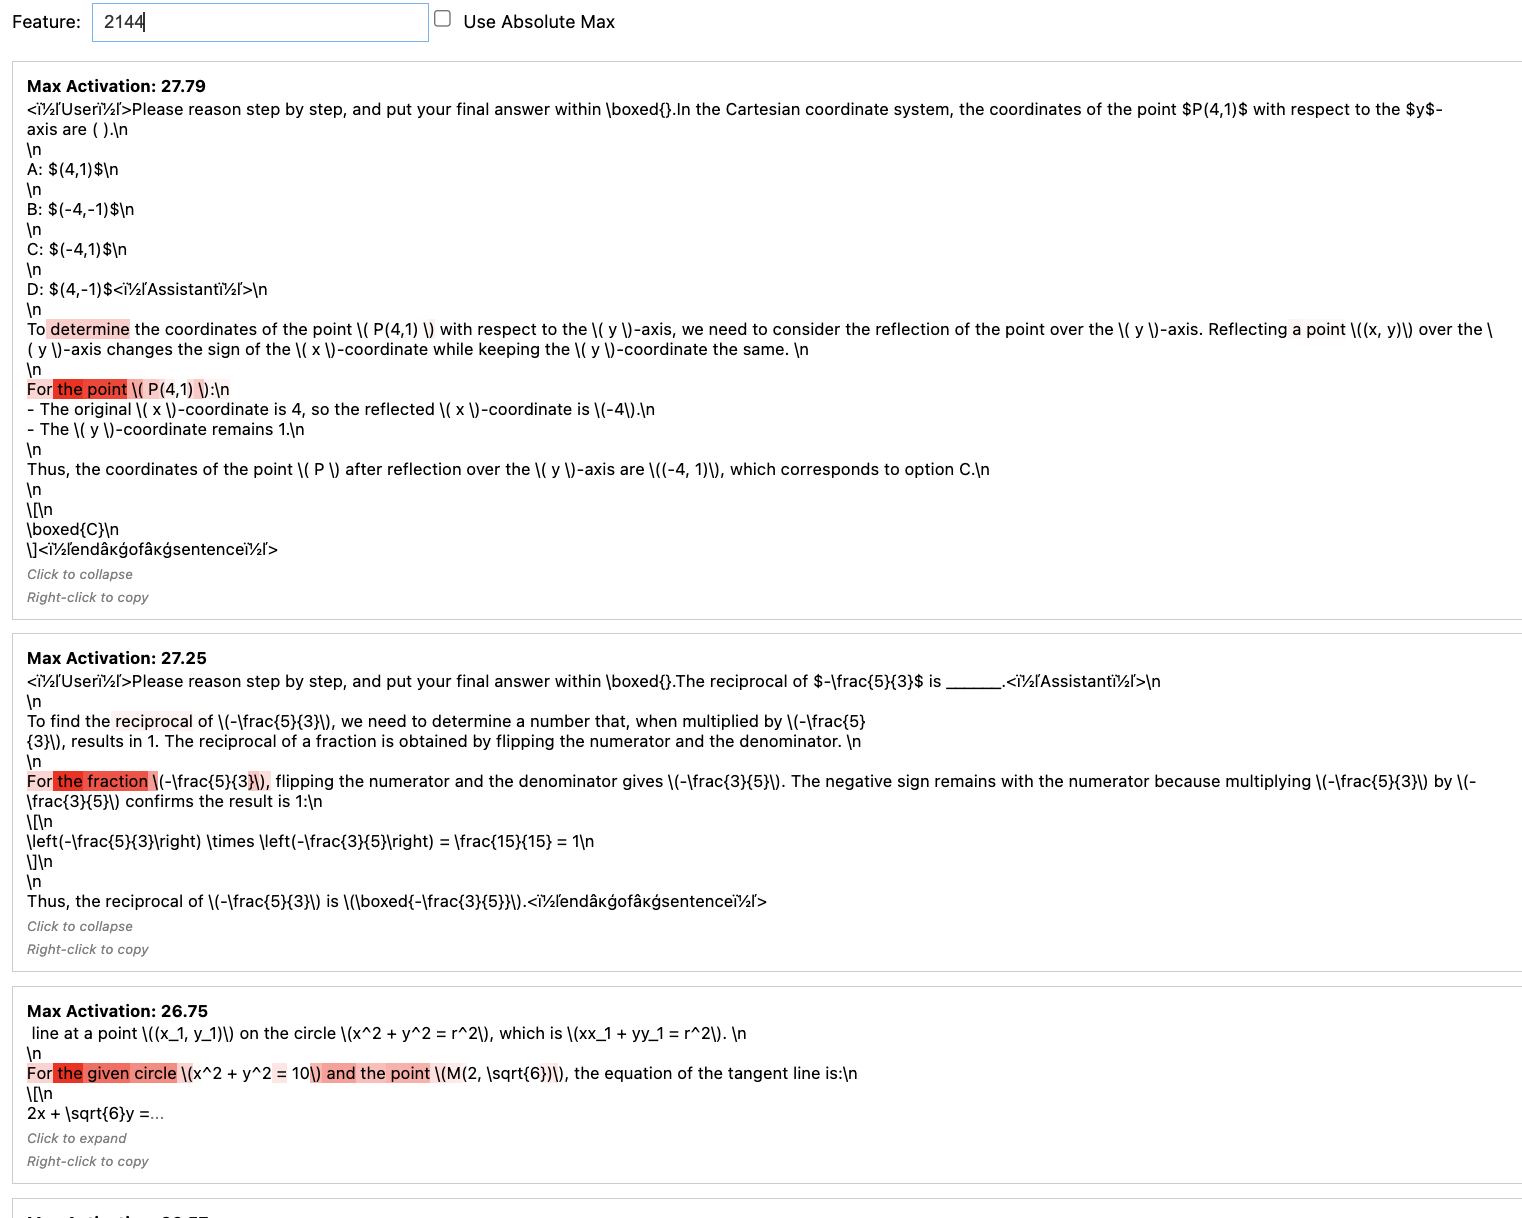 Feature: 2144 Use Absolute Max
Max Activation: 27.79
<ï½ľUserï½ľ>Please reason step by step, and put your final answer within \boxed{}.In the Cartesian coordinate system, the coordinates of the point $P(4,1)$ with respect to the $y$-
axis are ( ).\n
\n
A: $(4,1)$\n
\n
B: $(-4,-1)$\n
\n
C: $(-4,1)$\n
\n
D: $(4,-1)$<ï½ľAssistantï½ľ>\n
\n
To determine the coordinates of the point \( P(4,1) \) with respect to the \( y \)-axis, we need to consider the reflection of the point over the \( y \)-axis. Reflecting a point \((x, y)\) over the \
( y \)-axis changes the sign of the \( x \)-coordinate while keeping the \( y \)-coordinate the same. \n
\n
For the point \( P(4,1) \):\n
- The original \( x \)-coordinate is 4, so the reflected \( x \)-coordinate is \(-4\).\n
- The \( y \)-coordinate remains 1.\n
\n
Thus, the coordinates of the point \( P \) after reflection over the \( y \)-axis are \((-4, 1)\), which corresponds to option C.\n
\n
\[\n
\boxed{C}\n
\]<ï½ľendâĸģofâĸģsentenceï½ľ>
Click to collapse
Right-click to copy
Max Activation: 27.25
<ï½ľUserï½ľ>Please reason step by step, and put your final answer within \boxed{}.The reciprocal of $-\frac{5}{3}$ is ______.<ï½ľAssistantï½ľ>\n
\n
To find the reciprocal of \(-\frac{5}{3}\), we need to determine a number that, when multiplied by \(-\frac{5}
{3}\), results in 1. The reciprocal of a fraction is obtained by flipping the numerator and the denominator. \n
\n
For the fraction \(-\frac{5}{3}\), flipping the numerator and the denominator gives \(-\frac{3}{5}\). The negative sign remains with the numerator because multiplying \(-\frac{5}{3}\) by \(-
\frac{3}{5}\) confirms the result is 1:\n
\[\n
\left(-\frac{5}{3}\right) \times \left(-\frac{3}{5}\right) = \frac{15}{15} = 1\n
\]\n
\n
Thus, the reciprocal of \(-\frac{5}{3}\) is \(\boxed{-\frac{3}{5}}\).<ï½ľendâĸģofâĸģsentenceï½ľ>
Click to collapse
Right-click to copy
Max Activation: 26.75
line at a point \((x_1, y_1)\) on the circle \(x^2 + y^2 = r^2\), which is \(xx_1 + yy_1 = r^2\). \n
\n
For the given circle \(x^2 + y^2 = 10\) and the point \(M(2, \sqrt{6})\), the equation of the tangent line is:\n
\[\n
2x + \sqrt{6}y =...
Click to expand
Right-click to copy